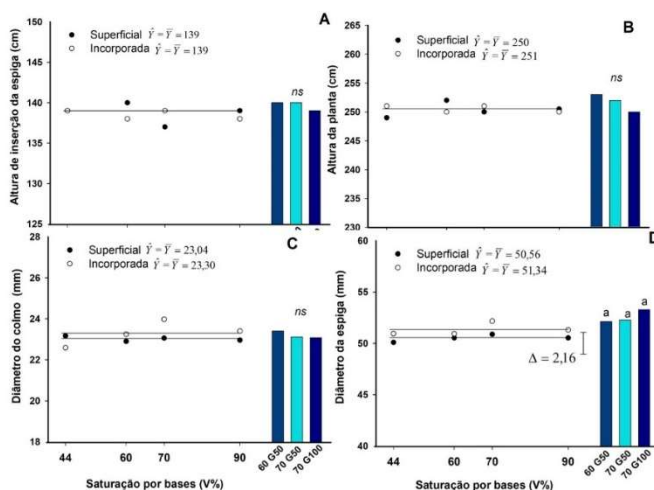 A
Superficial Ŷ = Ȳ = 139
Incorporada Ŷ = Ȳ = 139
ns
Altura de inserção da espiga (cm)
150
145
140
135
130
125
B
Superficial Ŷ = Ȳ = 250
Incorporada Ŷ = Ȳ = 251
ns
Altura da planta (cm)
265
260
255
250
245
240
235
230
C
Superficial Ŷ = Ȳ = 23,04
Incorporada Ŷ = Ȳ = 23,30
ns
Diâmetro do colmo (mm)
28
26
24
22
20
18
44
60
70
90
60 G50
70 G50
70 G100
Saturação por bases (V%)
D
Superficial Ŷ = Ȳ = 50,56
Incorporada Ŷ = Ȳ = 51,34
a
a
a
Δ = 2,16
Diâmetro da espiga (mm)
60
55
50
45
40
44
60
70
90
60 G50
70 G50
70 G100
Saturação por bases (V%)